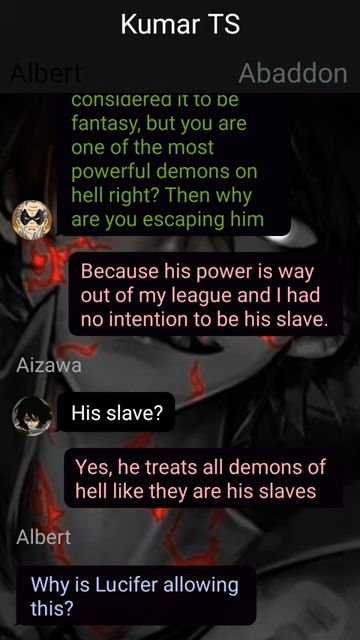 Kumar TS
Albert
Abaddon
considered it to be
fantasy, but you are
one of the most
powerful demons on
hell right? Then why
are you escaping him
Because his power is way
out of my league and I had
no intention to be his slave.
Aizawa
His slave?
Yes, he treats all demons of
hell like they are his slaves
Albert
Why is Lucifer allowing
this?